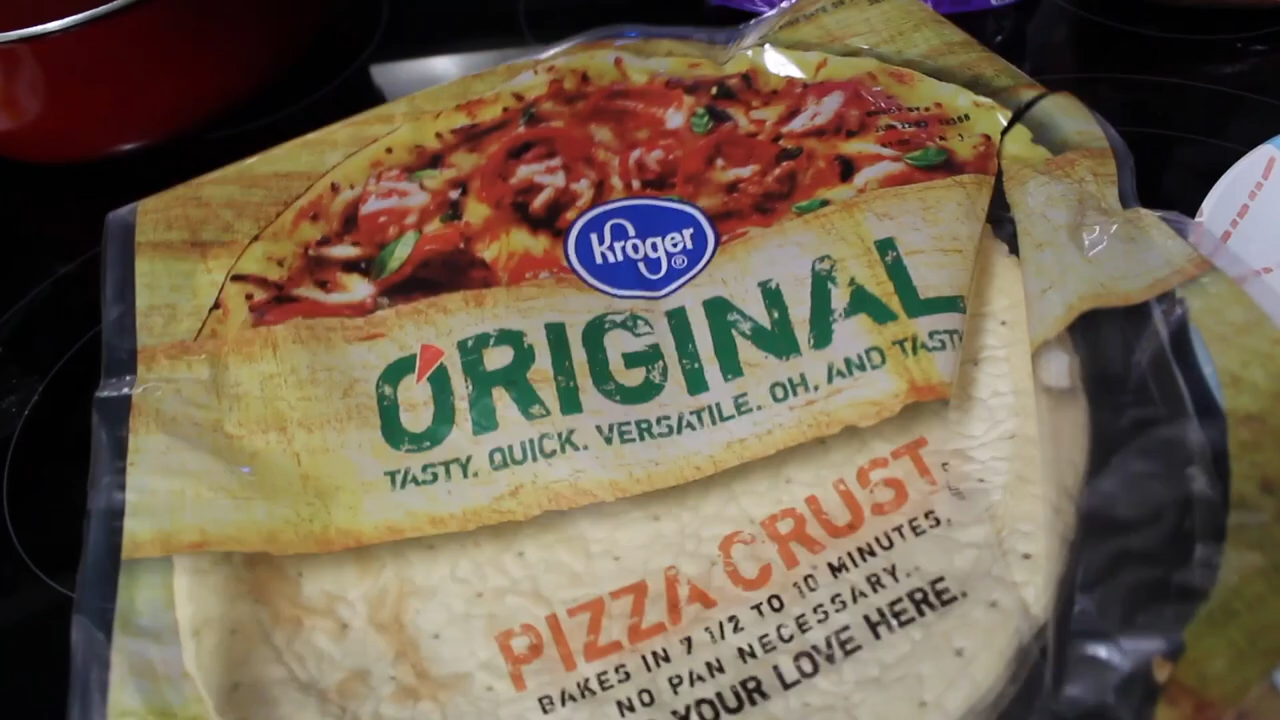 Kroger®
ORIGINAL
TASTY. QUICK. VERSATILE. OH, AND TASTY
PIZZA CRUST
BAKES IN 7 1/2 TO 10 MINUTES.
NO PAN NECESSARY.
YOUR LOVE HERE.